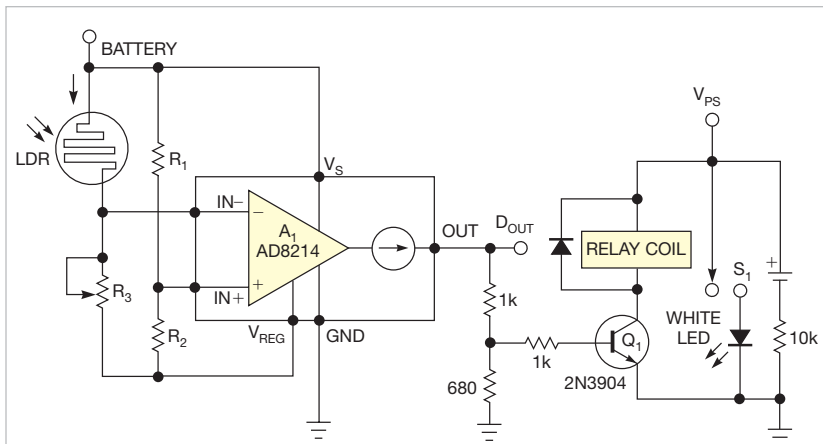 BATTERY
LDR
R1
R3
R2
IN−
−
A1
AD8214
+
IN+
VS
VREG
GND
OUT
DOUT
1k
680
1k
VPS
RELAY COIL
Q1
2N3904
S1
WHITE
LED
+
10k